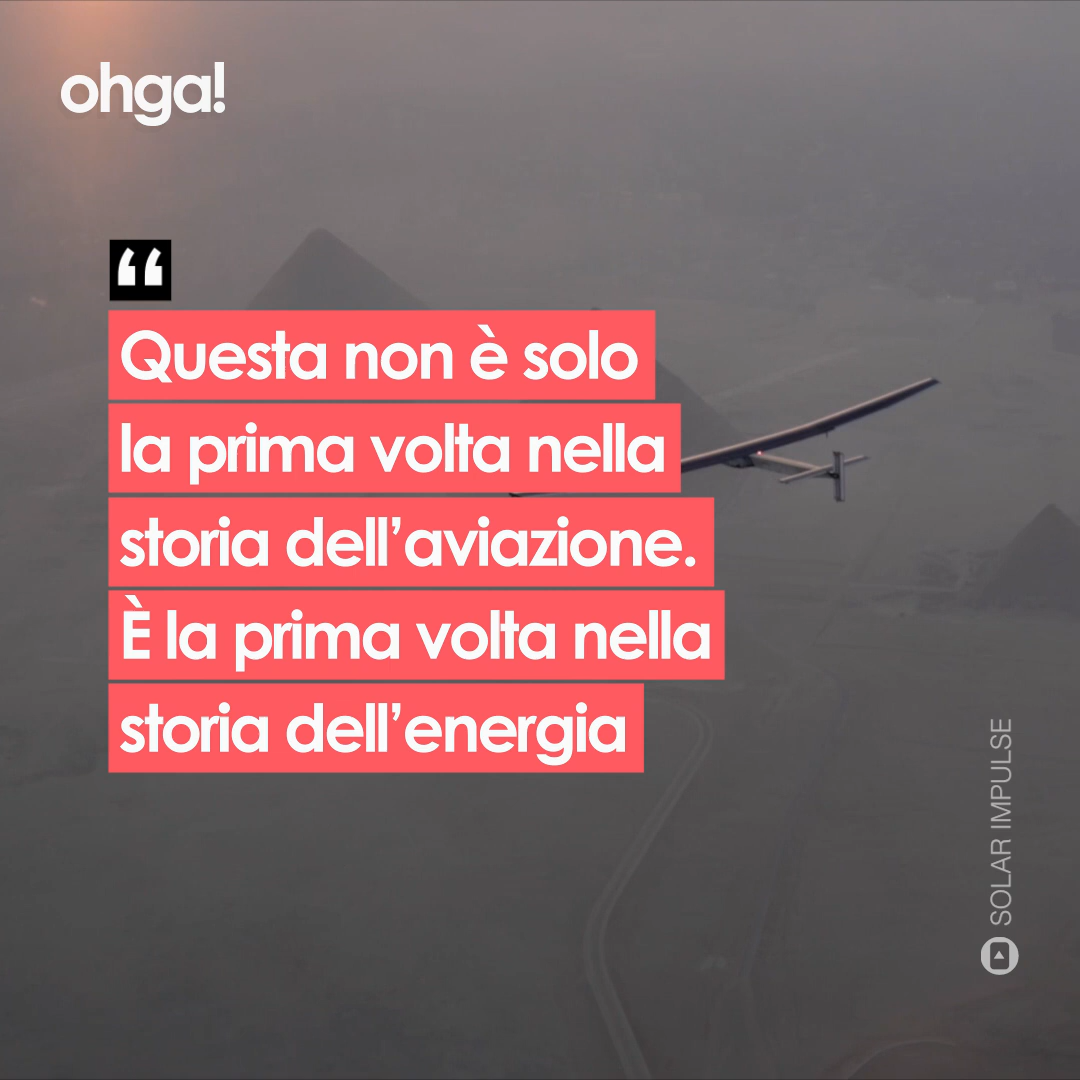 ohga!
“
Questa non è solo
la prima volta nella
storia dell’aviazione.
È la prima volta nella
storia dell’energia
SOLAR IMPULSE